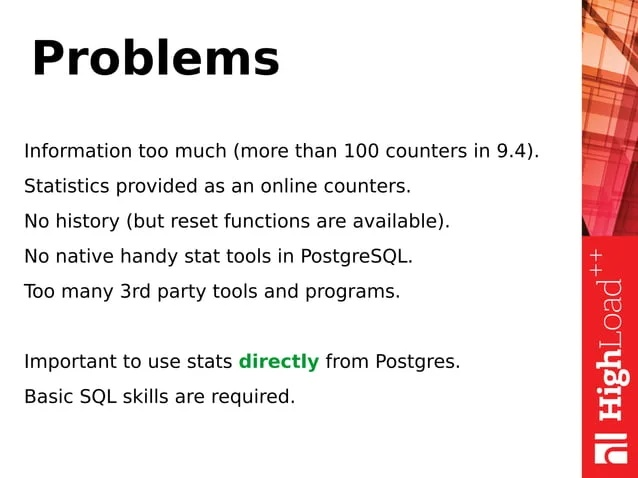 Problems
Information too much (more than 100 counters in 9.4).
Statistics provided as an online counters.
No history (but reset functions are available).
No native handy stat tools in PostgreSQL.
Too many 3rd party tools and programs.
Important to use stats directly from Postgres.
Basic SQL skills are required.
HighLoad++